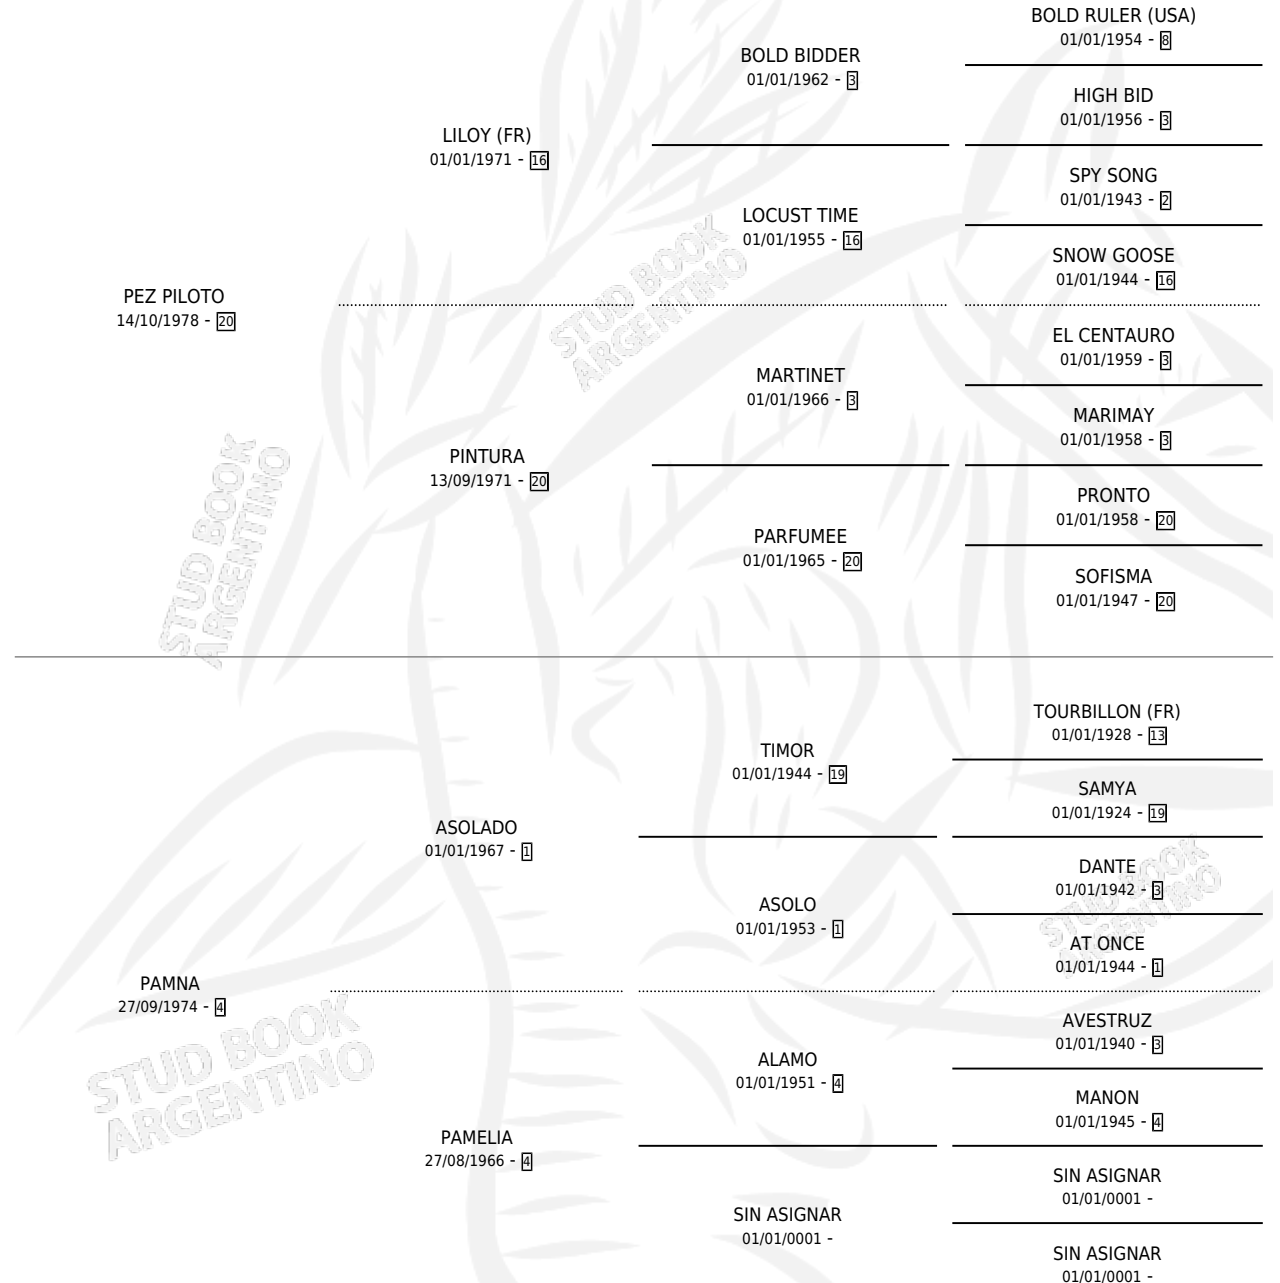 BOLD RULER (USA)
01/01/1954 - 8
BOLD BIDDER
01/01/1962 - 3
HIGH BID
01/01/1956 - 3
LILOY (FR)
01/01/1971 - 16
SPY SONG
01/01/1943 - 2
LOCUST TIME
01/01/1955 - 16
SNOW GOOSE
01/01/1944 - 16
PEZ PILOTO
14/10/1978 - 20
EL CENTAURO
01/01/1959 - 3
MARTINET
01/01/1966 - 3
MARIMAY
01/01/1958 - 3
PINTURA
13/09/1971 - 20
PRONTO
01/01/1958 - 20
PARFUMEE
01/01/1965 - 20
SOFISMA
01/01/1947 - 20
TOURBILLON (FR)
01/01/1928 - 13
TIMOR
01/01/1944 - 19
SAMYA
01/01/1924 - 19
ASOLADO
01/01/1967 - 1
DANTE
01/01/1942 - 3
ASOLO
01/01/1953 - 1
AT ONCE
01/01/1944 - 1
PAMNA
27/09/1974 - 4
AVESTRUZ
01/01/1940 - 3
ALAMO
01/01/1951 - 4
MANON
01/01/1945 - 4
PAMELIA
27/08/1966 - 4
SIN ASIGNAR
01/01/0001 -
SIN ASIGNAR
01/01/0001 -
SIN ASIGNAR
01/01/0001 -
STUD BOOK
ARGENTINO
STUD BOOK
ARGENTINO
STUD BOOK
ARGENTINO
STUD BOOK
ARGENTINO